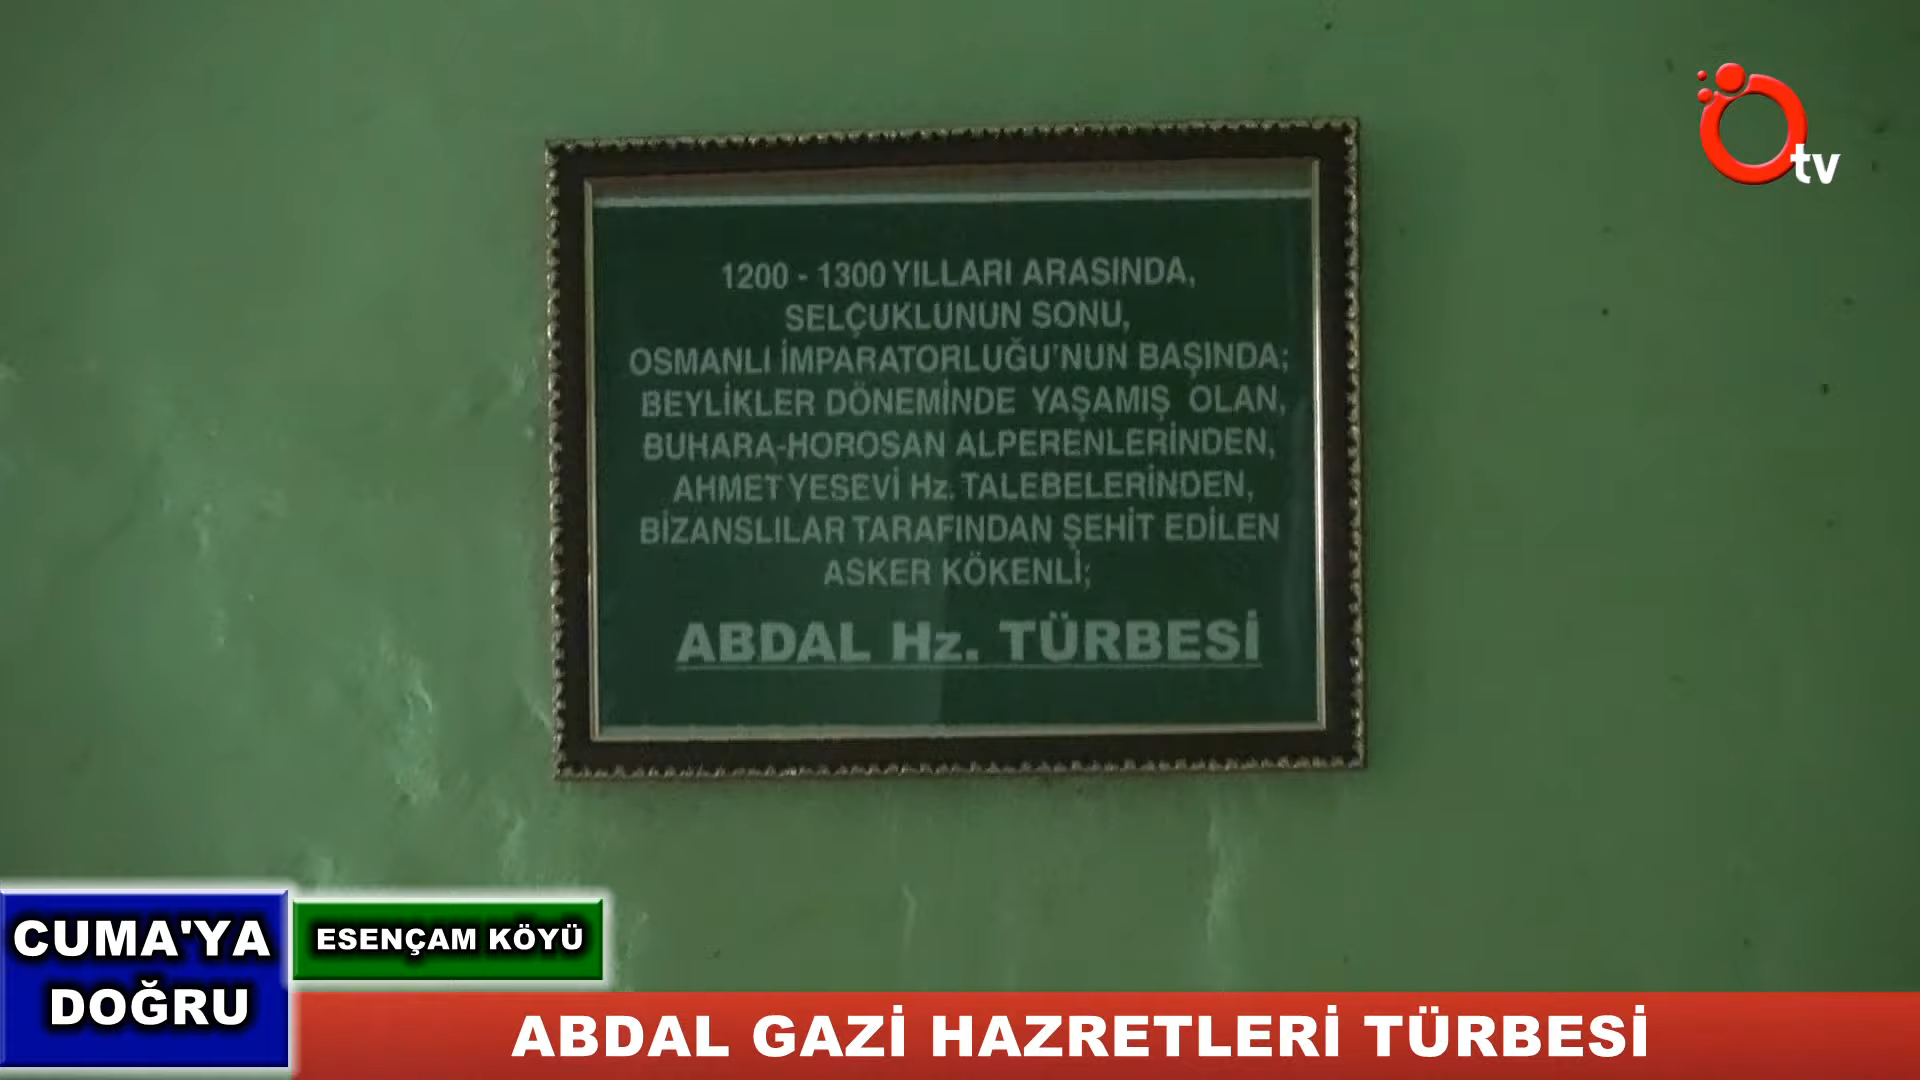 tv
1200 - 1300 YILLARI ARASINDA,
SELÇUKLUNUN SONU,
OSMANLI İMPARATORLUĞU'NUN BAŞINDA;
BEYLİKLER DÖNEMİNDE YAŞAMIŞ OLAN,
BUHARA-HOROSAN ALPERENLERİNDEN,
AHMET YESEVİ Hz. TALEBELERİNDEN,
BİZANSLILAR TARAFINDAN ŞEHİT EDİLEN
ASKER KÖKENLİ;
ABDAL Hz. TÜRBESİ
CUMA'YA
DOĞRU
ESENÇAM KÖYÜ
ABDAL GAZİ HAZRETLERİ TÜRBESİ